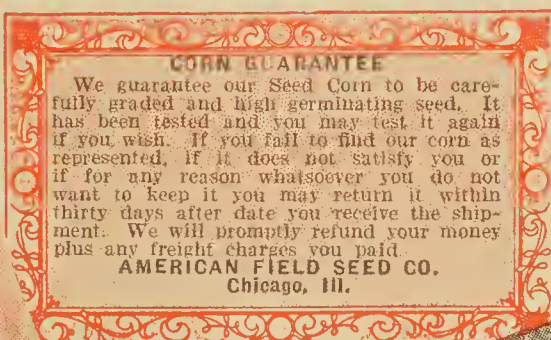 CORN GUARANTEE
We guarantee our Seed Corn to be care-
fully graded and high germinating seed. It
has been tested and you may test it again
if you wish. If you fail to find our corn as
represented, if it does not satisfy you or
if for any reason whatsoever you do not
want to keep it you may return it within
thirty days after date you receive the ship-
ment. We will promptly refund your money
plus any freight charges you paid.
AMERICAN FIELD SEED CO.
Chicago, Ill.